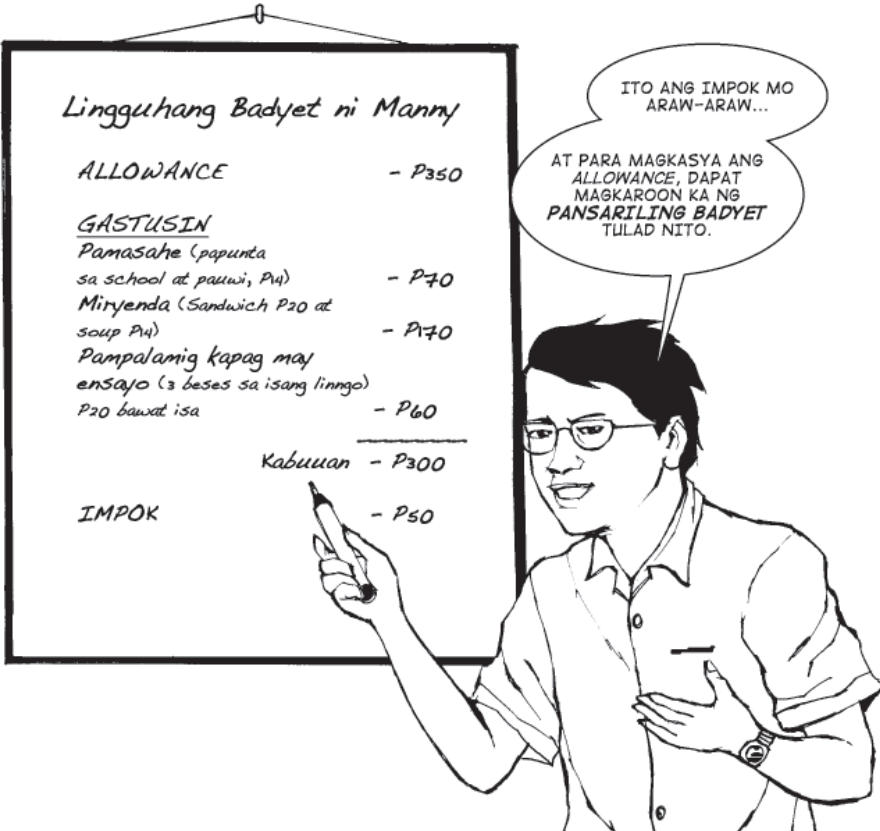 Lingguhang Badyet ni Manny
ALLOWANCE - P350
GASTUSIN
Pamasahe (papunta
sa school at pauwi, P14) - P70
Miryenda (Sandwich P20 at
soup P14) - P170
Pampalamig kapag may
ensayo (3 beses sa isang linngo)
P20 bawat isa - P60
Kabuuan - P300
IMPOK - P50
ITO ANG IMPOK MO
ARAW-ARAW...
AT PARA MAGKASYA ANG
ALLOWANCE, DAPAT
MAGKAROON KA NG
PANSARILING BADYET
TULAD NITO.